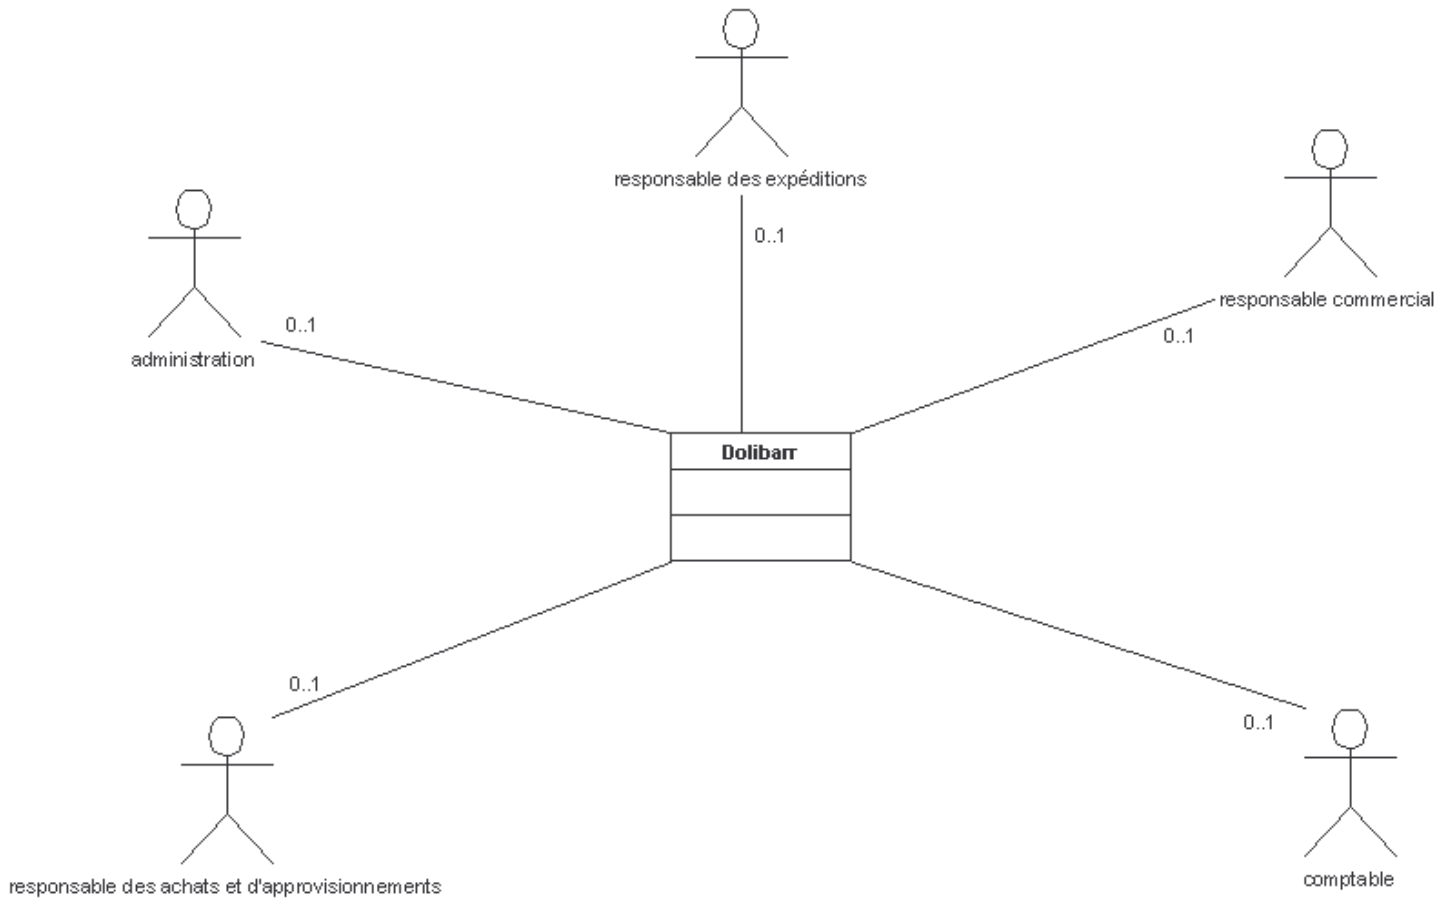 responsable des expéditions
0..1
responsable commercial
0..1
administration
0..1
Dolibarr
0..1
responsable des achats et d'approvisionnements
0..1
comptable